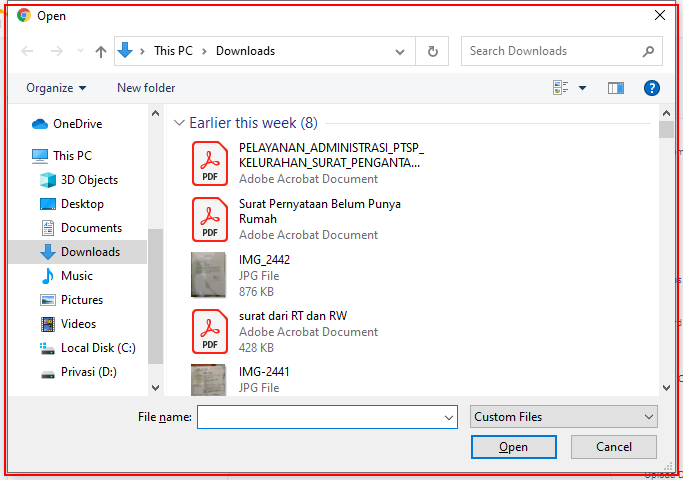 Open
This PC > Downloads
Search Downloads
Organize
New folder
OneDrive
This PC
3D Objects
Desktop
Documents
Downloads
Music
Pictures
Videos
Local Disk (C:)
Privasi (D:)
Earlier this week (8)
PDF
PELAYANAN_ADMINISTRASI_PTSP_
KELURAHAN_SURAT_PENGANTA...
Adobe Acrobat Document
PDF
Surat Pernyataan Belum Punya
Rumah
Adobe Acrobat Document
IMG_2442
JPG File
876 KB
PDF
surat dari RT dan RW
Adobe Acrobat Document
428 KB
IMG-2441
JPG File
File name:
Custom Files
Open
Cancel